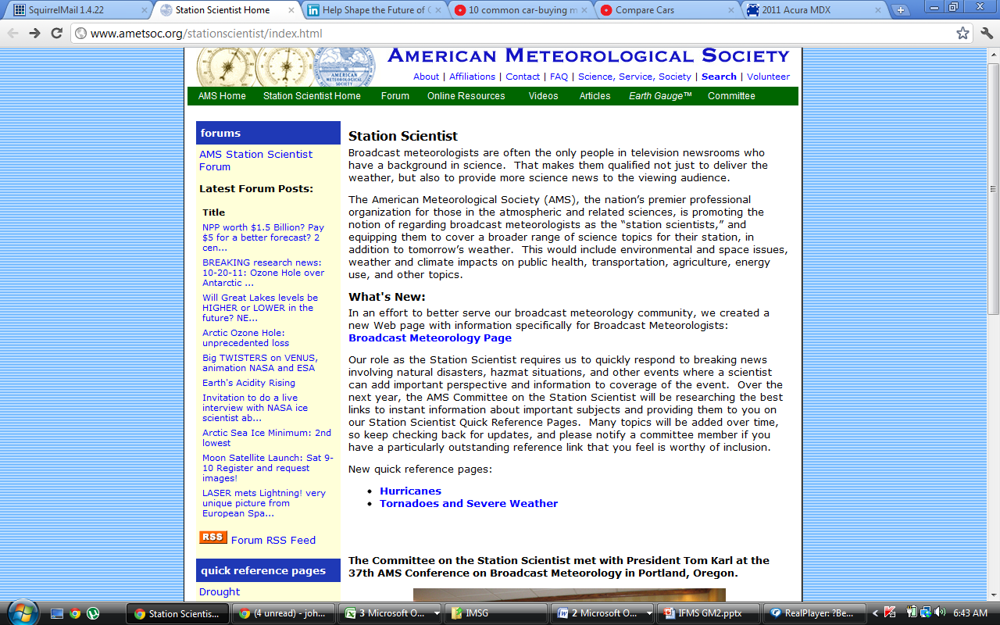 SquirrelMail 1.4.22
Station Scientist Home
Help Shape the Future of
10 common car-buying m
Compare Cars
2011 Acura MDX
www.ametsoc.org/stationscientist/index.html
AMERICAN METEOROLOGICAL SOCIETY
About | Affiliations | Contact | FAQ | Science, Service, Society | Search | Volunteer
AMS Home Station Scientist Home Forum Online Resources Videos Articles Earth Gauge™ Committee
forums
AMS Station Scientist
Forum
Latest Forum Posts:
Title
NPP worth $1.5 Billion? Pay
$5 for a better forecast? 2
cen...
BREAKING research news:
10-20-11: Ozone Hole over
Antarctic ...
Will Great Lakes levels be
HIGHER or LOWER in the
future? NE...
Arctic Ozone Hole:
unprecedented loss
Big TWISTERS on VENUS,
animation NASA and ESA
Earth's Acidity Rising
Invitation to do a live
interview with NASA ice
scientist ab...
Arctic Sea Ice Minimum: 2nd
lowest
Moon Satellite Launch: Sat 9-
10 Register and request
images!
LASER mets Lightning! very
unique picture from
European Spa...
RSS Forum RSS Feed
quick reference pages
Drought
Station Scientist
Broadcast meteorologists are often the only people in television newsrooms who
have a background in science.  That makes them qualified not just to deliver the
weather, but also to provide more science news to the viewing audience.
The American Meteorological Society (AMS), the nation’s premier professional
organization for those in the atmospheric and related sciences, is promoting the
notion of regarding broadcast meteorologists as the “station scientists,” and
equipping them to cover a broader range of science topics for their station, in
addition to tomorrow’s weather.  This would include environmental and space issues,
weather and climate impacts on public health, transportation, agriculture, energy
use, and other topics.
What's New:
In an effort to better serve our broadcast meteorology community, we created a
new Web page with information specifically for Broadcast Meteorologists:
Broadcast Meteorology Page
Our role as the Station Scientist requires us to quickly respond to breaking news
involving natural disasters, hazmat situations, and other events where a scientist
can add important perspective and information to coverage of the event.  Over the
next year, the AMS Committee on the Station Scientist will be researching the best
links to instant information about important subjects and providing them to you on
our Station Scientist Quick Reference Pages.  Many topics will be added over time,
so keep checking back for updates, and please notify a committee member if you
have a particularly outstanding reference link that you feel is worthy of inclusion.
New quick reference pages:
• Hurricanes
• Tornadoes and Severe Weather
The Committee on the Station Scientist met with President Tom Karl at the
37th AMS Conference on Broadcast Meteorology in Portland, Oregon.
Station Scientis...
(4 unread) - joh...
3 Microsoft O...
IMSG
2 Microsoft O...
IFMS GM2.pptx
RealPlayer: ?Be...
6:43 AM